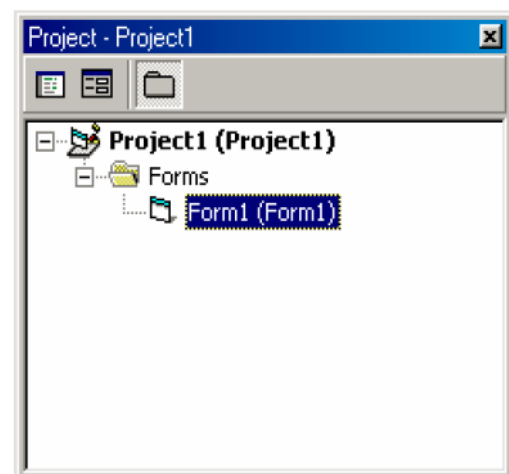 Project - Project1
Project1 (Project1)
Forms
Form1 (Form1)